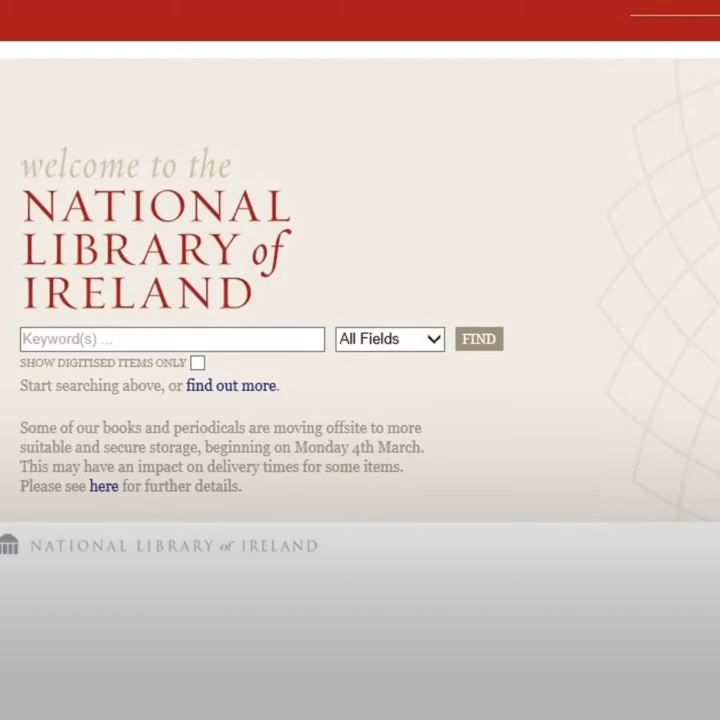 welcome to the
NATIONAL
LIBRARY of
IRELAND
Keyword(s) ...
All Fields
FIND
SHOW DIGITISED ITEMS ONLY
Start searching above, or find out more.
Some of our books and periodicals are moving offsite to more
suitable and secure storage, beginning on Monday 4th March.
This may have an impact on delivery times for some items.
Please see here for further details.
NATIONAL LIBRARY of IRELAND